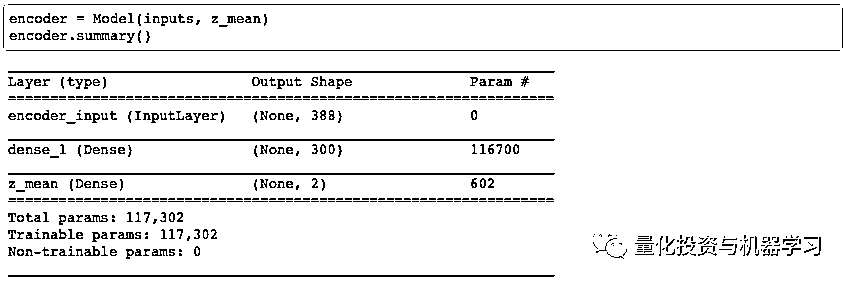 encoder = Model(inputs, z_mean)
encoder.summary()
Layer (type) Output Shape Param #
=================================================================
encoder_input (InputLayer) (None, 388) 0
dense_1 (Dense) (None, 300) 116700
z_mean (Dense) (None, 2) 602
=================================================================
Total params: 117,302
Trainable params: 117,302
Non-trainable params: 0
量化投资与机器学习